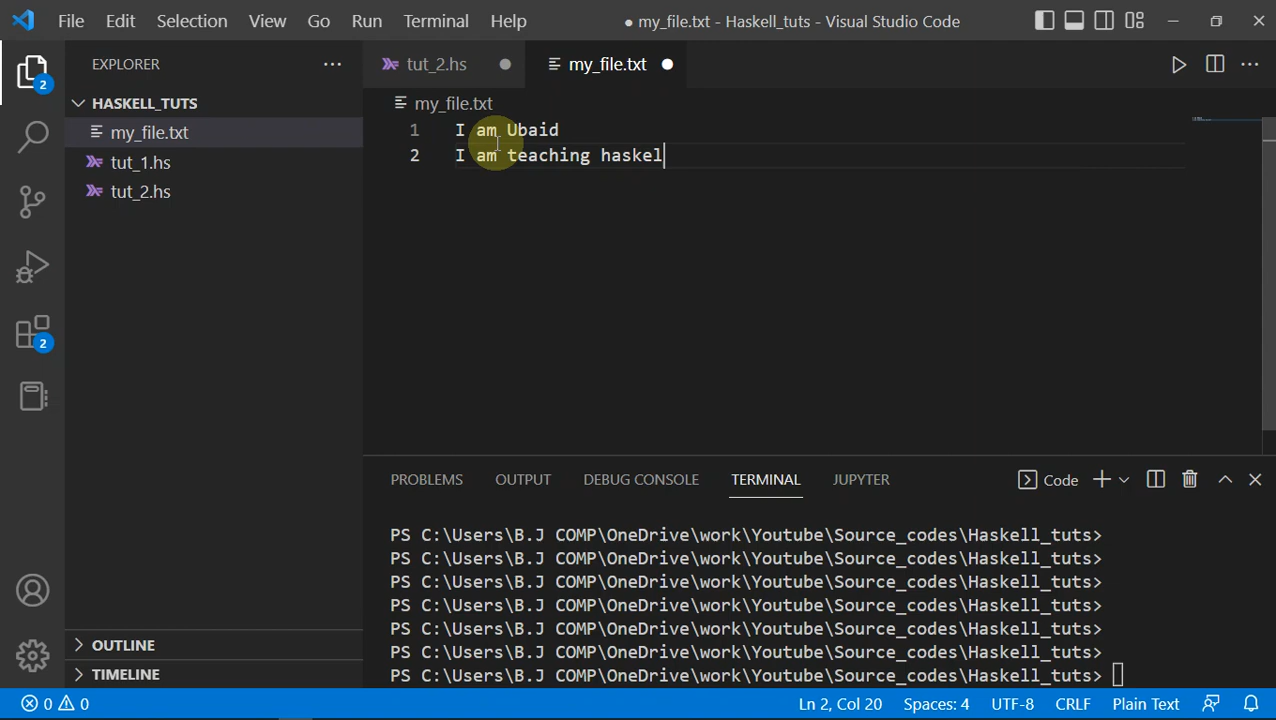 File Edit Selection View Go Run Terminal Help ● my_file.txt - Haskell_tuts - Visual Studio Code
EXPLORER
tut_2.hs my_file.txt
2
HASKELL_TUTS
my_file.txt
my_file.txt
1 I am Ubaid
2 I am teaching haskel
tut_1.hs
tut_2.hs
2
PROBLEMS OUTPUT DEBUG CONSOLE TERMINAL JUPYTER Code
PS C:\Users\B.J COMP\OneDrive\work\Youtube\Source_codes\Haskell_tuts>
PS C:\Users\B.J COMP\OneDrive\work\Youtube\Source_codes\Haskell_tuts>
PS C:\Users\B.J COMP\OneDrive\work\Youtube\Source_codes\Haskell_tuts>
PS C:\Users\B.J COMP\OneDrive\work\Youtube\Source_codes\Haskell_tuts>
PS C:\Users\B.J COMP\OneDrive\work\Youtube\Source_codes\Haskell_tuts>
PS C:\Users\B.J COMP\OneDrive\work\Youtube\Source_codes\Haskell_tuts>
PS C:\Users\B.J COMP\OneDrive\work\Youtube\Source_codes\Haskell_tuts>
OUTLINE
TIMELINE
0 0 Ln 2, Col 20 Spaces: 4 UTF-8 CRLF Plain Text